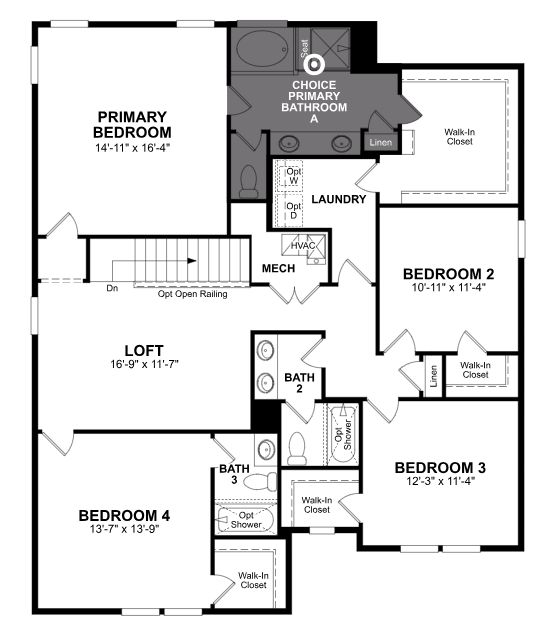 Seat
CHOICE
PRIMARY
BATHROOM
A
PRIMARY
BEDROOM
14'-11" x 16'-4"
Linen
Walk-In
Closet
Opt
W
Opt
D
LAUNDRY
HVAC
MECH
BEDROOM 2
10'-11" x 11'-4"
Dn
Opt Open Railing
LOFT
16'-9" x 11'-7"
BATH
2
Linen
Walk-In
Closet
Opt
Shower
BATH
3
BEDROOM 3
12'-3" x 11'-4"
Walk-In
Closet
BEDROOM 4
13'-7" x 13'-9"
Opt
Shower
Walk-In
Closet